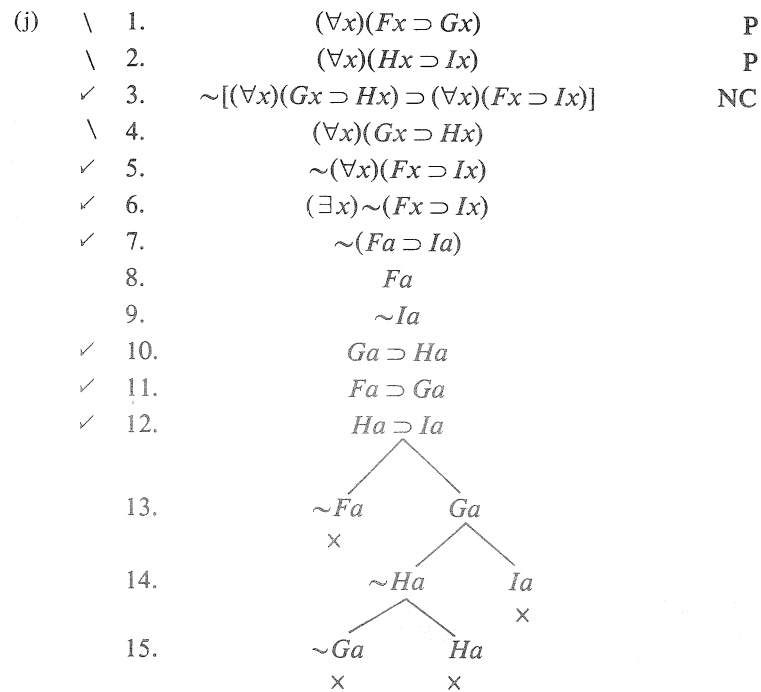 (j) \ 1. (∀x)(Fx ⊃ Gx) P
\ 2. (∀x)(Hx ⊃ Ix) P
✓ 3. ~[(∀x)(Gx ⊃ Hx) ⊃ (∀x)(Fx ⊃ Ix)] NC
\ 4. (∀x)(Gx ⊃ Hx)
✓ 5. ~(∀x)(Fx ⊃ Ix)
✓ 6. (∃x)~(Fx ⊃ Ix)
✓ 7. ~(Fa ⊃ Ia)
8. Fa
9. ~Ia
✓ 10. Ga ⊃ Ha
✓ 11. Fa ⊃ Ga
✓ 12. Ha ⊃ Ia
13. ~Fa Ga
×
14. ~Ha Ia
×
15. ~Ga Ha
× ×